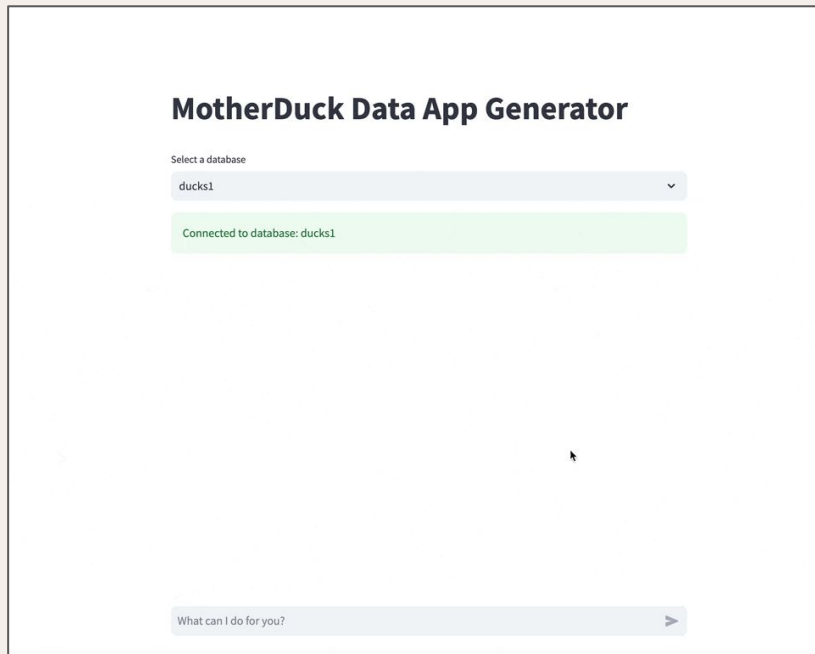 MotherDuck Data App Generator
Select a database
ducks1
Connected to database: ducks1
What can I do for you?